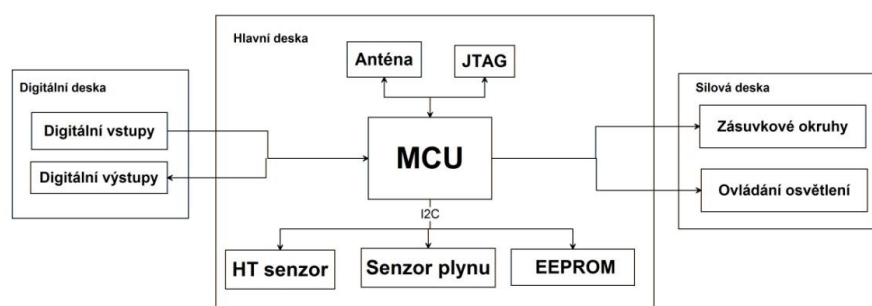 Hlavní deska
Anténa
JTAG
Digitální deska
Silová deska
Digitální vstupy
Zásuvkové okruhy
MCU
Digitální výstupy
Ovládání osvětlení
I2C
HT senzor
Senzor plynu
EEPROM